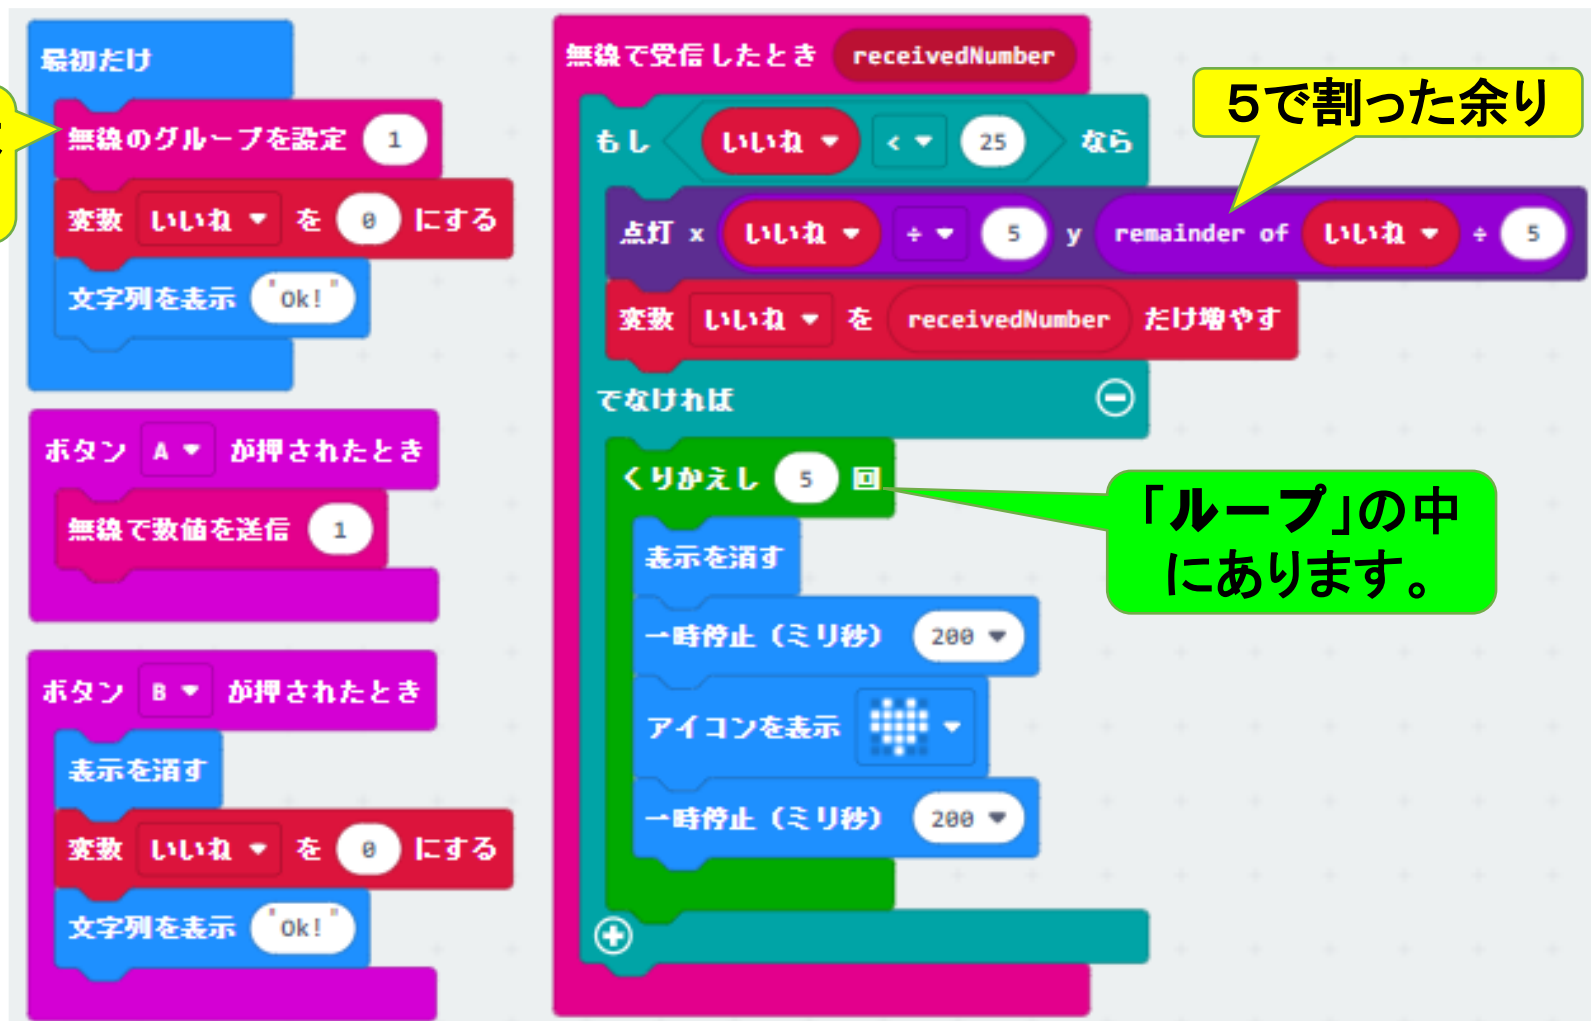 最初だけ
無線のグループを設定 1
変数 いいね を 0 にする
文字列を表示 "Ok!"
ボタン A が押されたとき
無線で数値を送信 1
ボタン B が押されたとき
表示を消す
変数 いいね を 0 にする
文字列を表示 "Ok!"
無線で受信したとき receivedNumber
もし いいね < 25 なら
5で割った余り
点灯 x いいね ÷ 5 y remainder of いいね ÷ 5
変数 いいね を receivedNumber だけ増やす
でなければ
くりかえし 5 回
「ループ」の中
にあります。
表示を消す
一時停止（ミリ秒） 200
アイコンを表示
一時停止（ミリ秒） 200